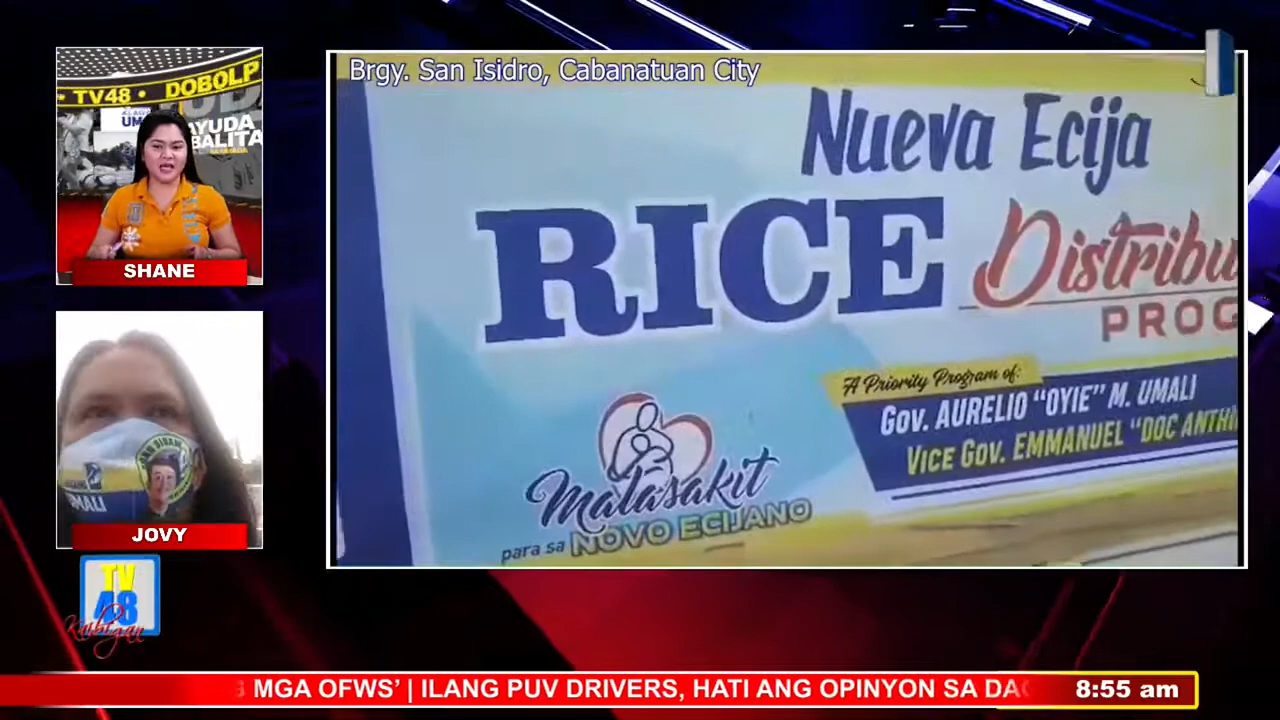 TV48 • DOBOLP
UM
AYUDA
BALITA
SHANE
UMALI
JOVY
TV
48
Kaibigan
Brgy. San Isidro, Cabanatuan City
Nueva Ecija
RICE Distribu
PROG
A Priority Program of:
Gov. AURELIO "OYIE" M. UMALI
Vice Gov. EMMANUEL "DOC ANTH
Malasakit
para sa NOVO ECIJANO
MGA OFWS' | ILANG PUV DRIVERS, HATI ANG OPINYON SA DA
8:55 am